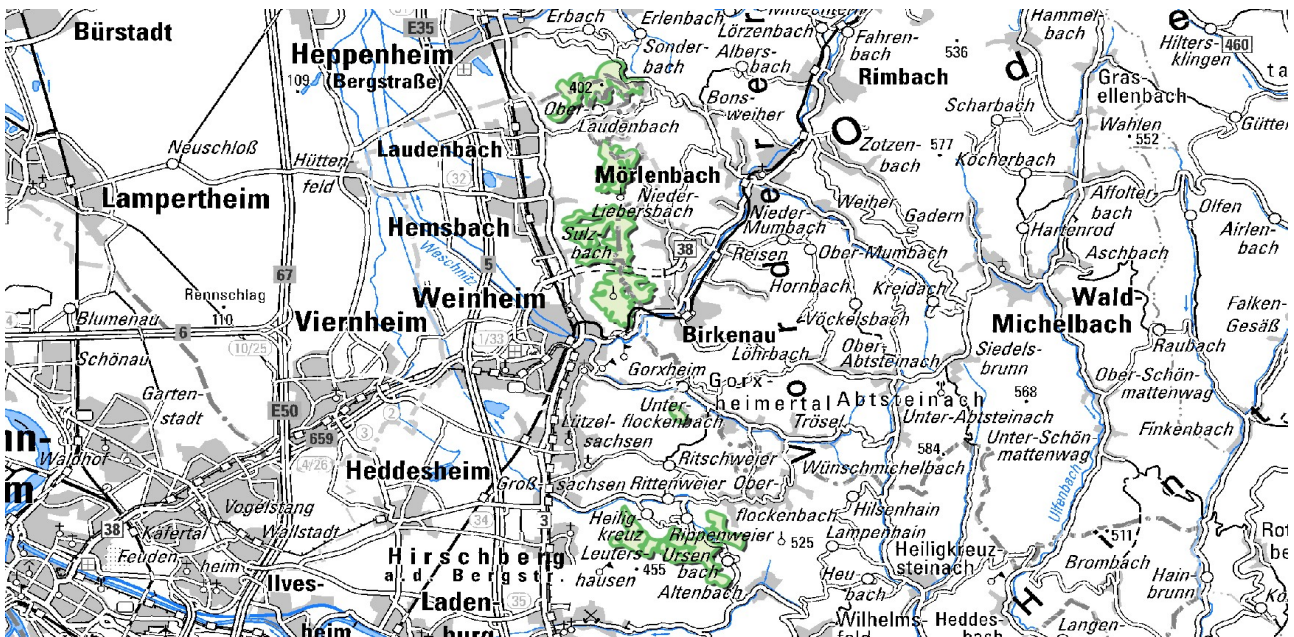 Bürstadt
E35
Erbach
Erlenbach
Lörzenbach
Fahren-
bach
536
Hammel-
bach
Hilters-
klingen
460
Heppenheim
(Bergstraße)
109
Sonder-
bach
Albers-
bach
Rimbach
Gras-
ellenbach
402
Ober-
Laudenbach
Bons-
weiher
Scharbach
Wahlen
552
Neuschloß
Hütten-
feld
Laudenbach
32
Zotzen-
bach
577
Kocherbach
Lampertheim
Mörlenbach
Nieder-
Liebersbach
Weiher
Gadern
Affolter-
bach
Olfen
Airlen-
bach
Hemsbach
Weschnitz
Sulz-
bach
38
Nieder-
Mumbach
Reisen
Ober-Mumbach
Hartenrod
Aschbach
67
5
Rennschlag
110
Weinheim
Hornbach
Kreidach
Wald-
Michelbach
Falken-
Gesäß
Blumenau
6
Viernheim
10/25
1/33
Birkenau
Vöckelsbach
Raubach
Schönau
Löhrbach
Ober-
Abtsteinach
Siedels-
brunn
Ober-Schön-
mattenwag
Garten-
stadt
Gorxheim
Gorx-
heimertal
Abtsteinach
568
E50
2
Unter-
flockenbach
Trösel
Unter-Abtsteinach
Finkenbach
Waldhof
659
3
4/26
Lützel-
sachsen
Wünschmichelbach
584
Unter-Schön-
mattenwag
Heddesheim
Ritschweier
Groß-sachsen
Rittenweier
Ober-
flockenbach
Hilsenhain
Ulfenbach
Vogelstang
34
3
38
Käfertal
Wallstadt
Heilig-
kreuz
Rippenweier
525
Lampenhain
511
Feuden-
heim
Hirschberg
a.d. Bergstr.
Leuters-
hausen
455
Ursen-
bach
Altenbach
Heiligkreuz-
steinach
Brombach
Hain-
brunn
Ilves-
heim
Laden-
burg
35
Heu-
bach
Wilhelms-
feld
Heddes-
bach
Langen-
Vorderer Odenwald